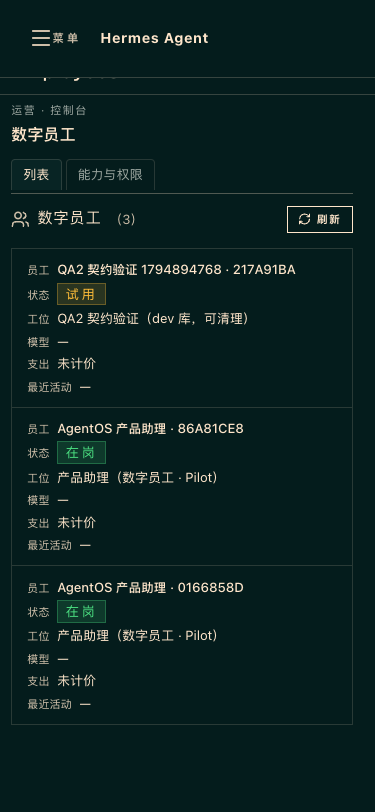 菜单 Hermes Agent
运营 · 控制台
数字员工
列表 能力与权限
数字员工 (3) 刷新
员工 QA2 契约验证 1794894768 · 217A91BA
状态 试用
工位 QA2 契约验证（dev 库，可清理）
模型 —
支出 未计价
最近活动 —
员工 AgentOS 产品助理 · 86A81CE8
状态 在岗
工位 产品助理（数字员工 · Pilot）
模型 —
支出 未计价
最近活动 —
员工 AgentOS 产品助理 · 0166858D
状态 在岗
工位 产品助理（数字员工 · Pilot）
模型 —
支出 未计价
最近活动 —